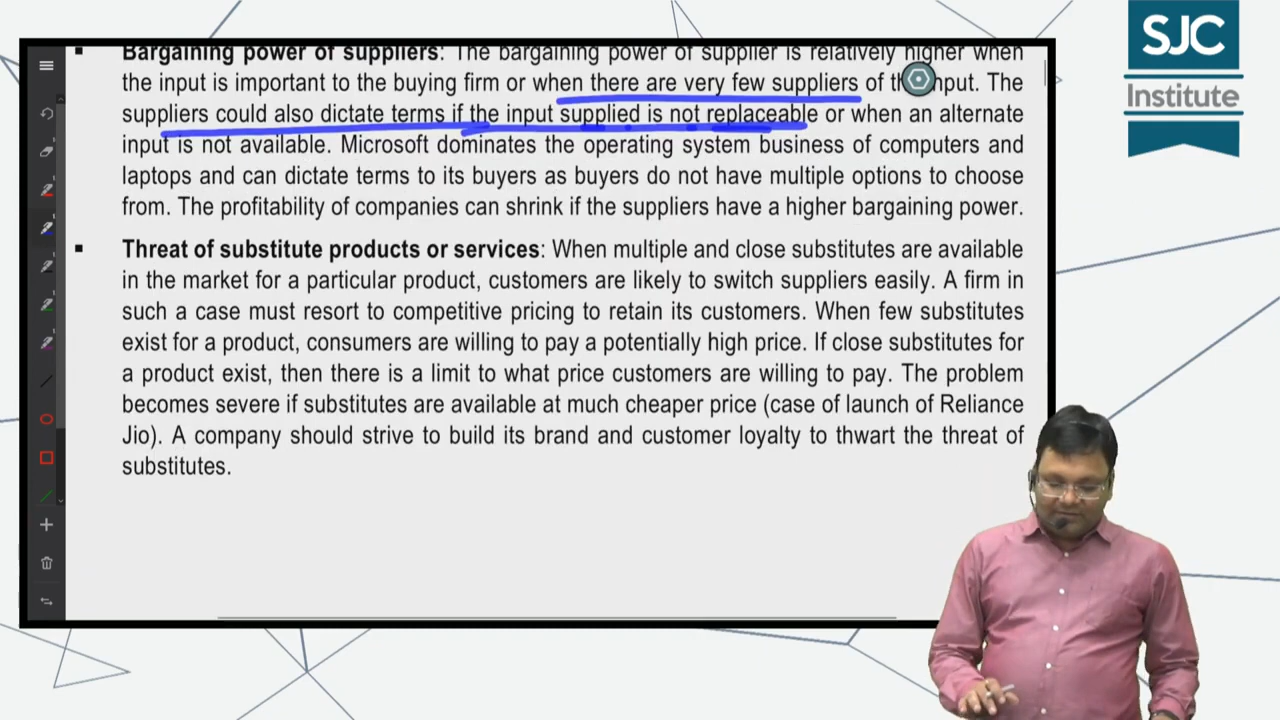 SJC
Institute
Bargaining power of suppliers: The bargaining power of supplier is relatively higher when
the input is important to the buying firm or when there are very few suppliers of the input. The
suppliers could also dictate terms if the input supplied is not replaceable or when an alternate
input is not available. Microsoft dominates the operating system business of computers and
laptops and can dictate terms to its buyers as buyers do not have multiple options to choose
from. The profitability of companies can shrink if the suppliers have a higher bargaining power.
Threat of substitute products or services: When multiple and close substitutes are available
in the market for a particular product, customers are likely to switch suppliers easily. A firm in
such a case must resort to competitive pricing to retain its customers. When few substitutes
exist for a product, consumers are willing to pay a potentially high price. If close substitutes for
a product exist, then there is a limit to what price customers are willing to pay. The problem
becomes severe if substitutes are available at much cheaper price (case of launch of Reliance
Jio). A company should strive to build its brand and customer loyalty to thwart the threat of
substitutes.